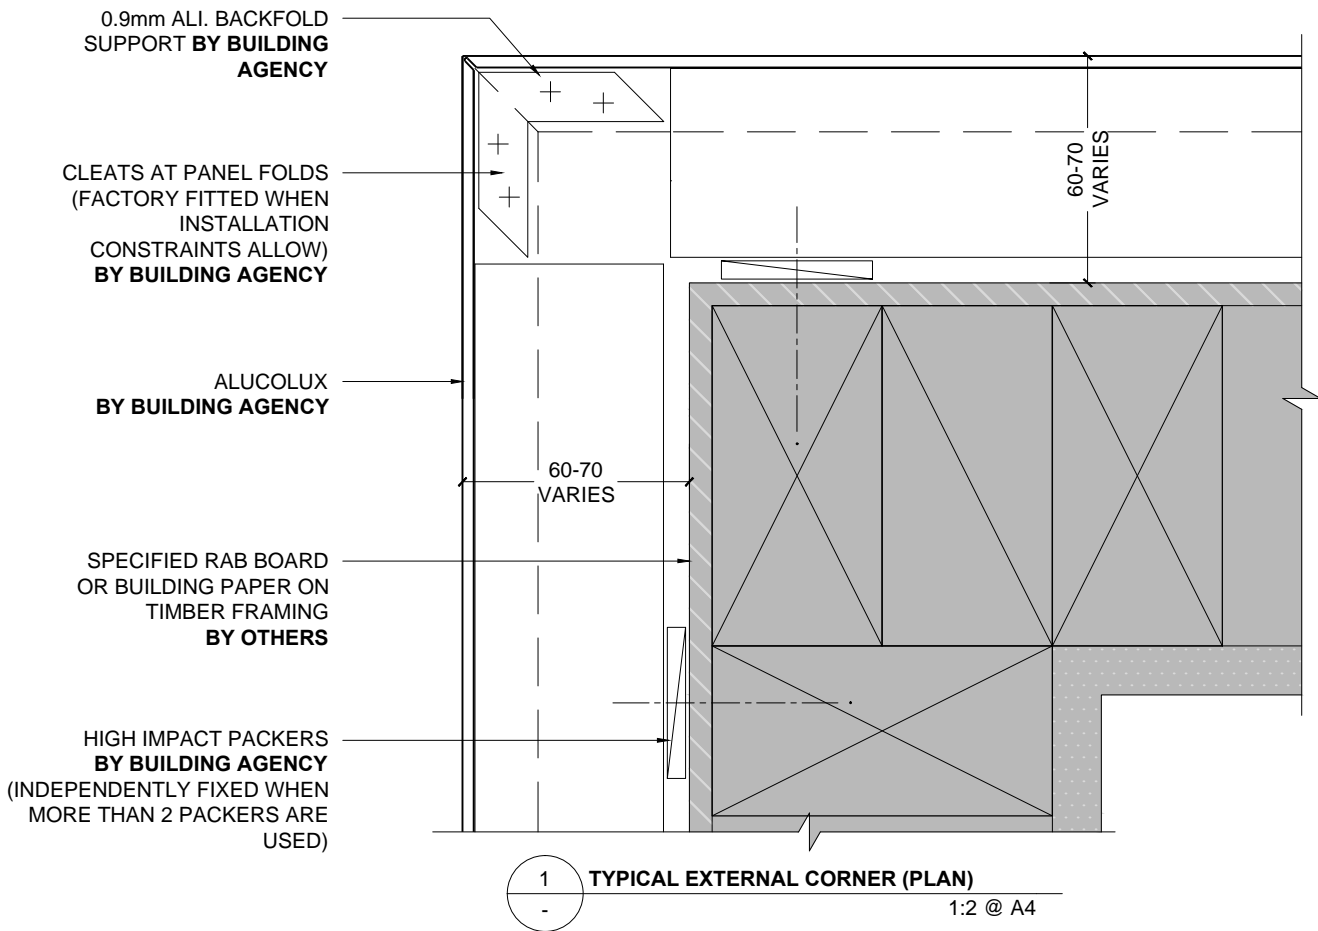 0.9mm ALI. BACKFOLD
SUPPORT BY BUILDING
AGENCY
CLEATS AT PANEL FOLDS
(FACTORY FITTED WHEN
INSTALLATION
CONSTRAINTS ALLOW)
BY BUILDING AGENCY
ALUCOLUX
BY BUILDING AGENCY
SPECIFIED RAB BOARD
OR BUILDING PAPER ON
TIMBER FRAMING
BY OTHERS
HIGH IMPACT PACKERS
BY BUILDING AGENCY
(INDEPENDENTLY FIXED WHEN
MORE THAN 2 PACKERS ARE
USED)
60-70
VARIES
60-70
VARIES
1
-
TYPICAL EXTERNAL CORNER (PLAN)
1:2 @ A4